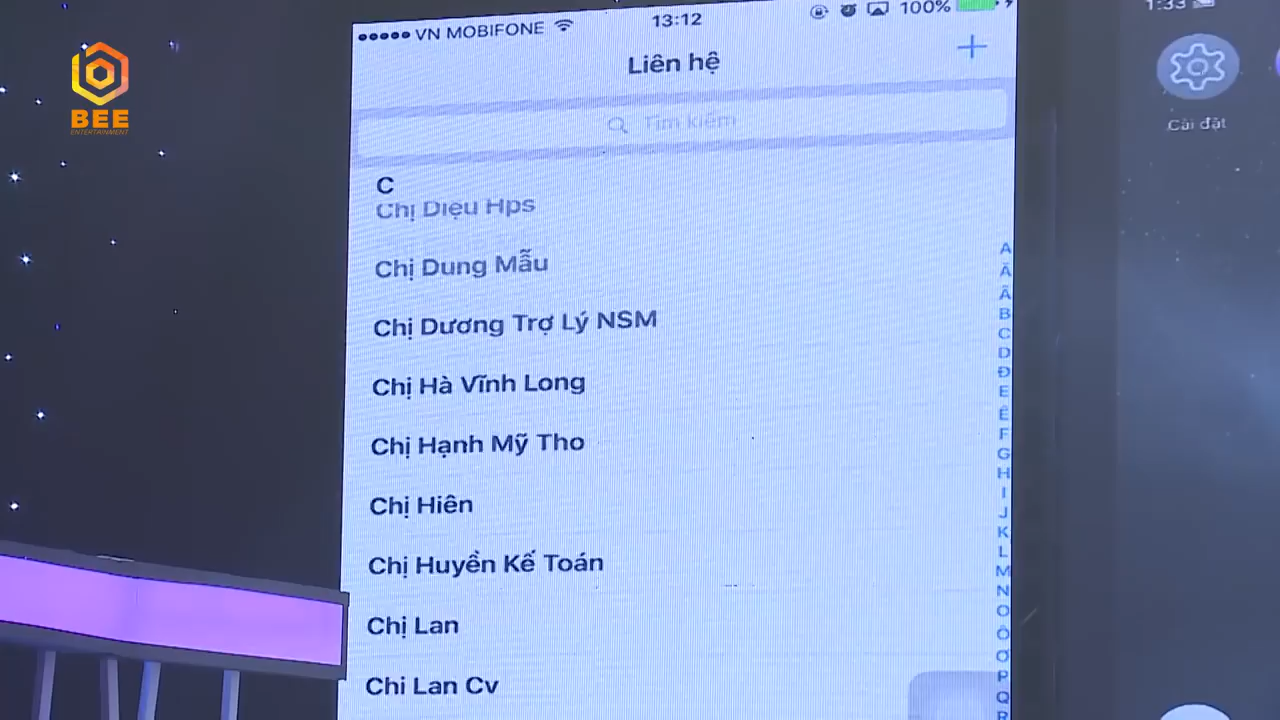 BEE
ENTERTAINMENT
VN MOBIFONE 13:12 100%
1:33
Liên hệ
+
Tìm kiếm
Cài đặt
C
Chị Diệu Hps
Chị Dung Mẫu
Chị Dương Trợ Lý NSM
Chị Hà Vĩnh Long
Chị Hạnh Mỹ Tho
Chị Hiên
Chị Huyền Kế Toán
Chị Lan
Chi Lan Cv
A
Ă
Â
B
C
D
Đ
E
Ê
F
G
H
I
J
K
L
M
N
O
Ô
Ơ
P
Q
R